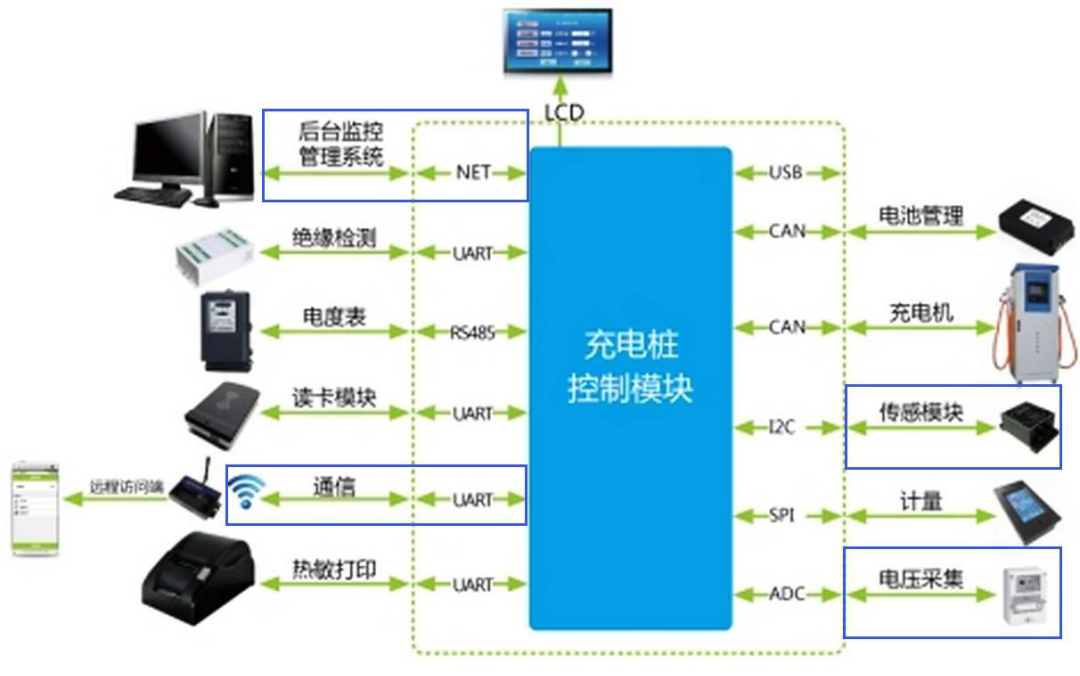 LCD
后台监控
管理系统
NET
USB
绝缘检测
UART
CAN
电池管理
电度表
RS485
充电桩
控制模块
CAN
充电机
读卡模块
UART
I2C
传感模块
远程访问端
通信
UART
SPI
计量
热敏打印
UART
ADC
电压采集